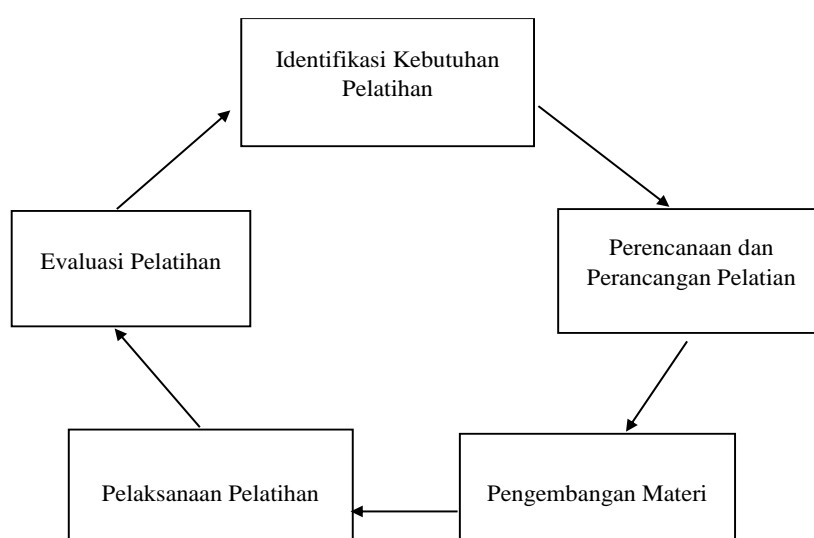 Identifikasi Kebutuhan
Pelatihan
Perencanaan dan
Perancangan Pelatian
Pengembangan Materi
Pelaksanaan Pelatihan
Evaluasi Pelatihan